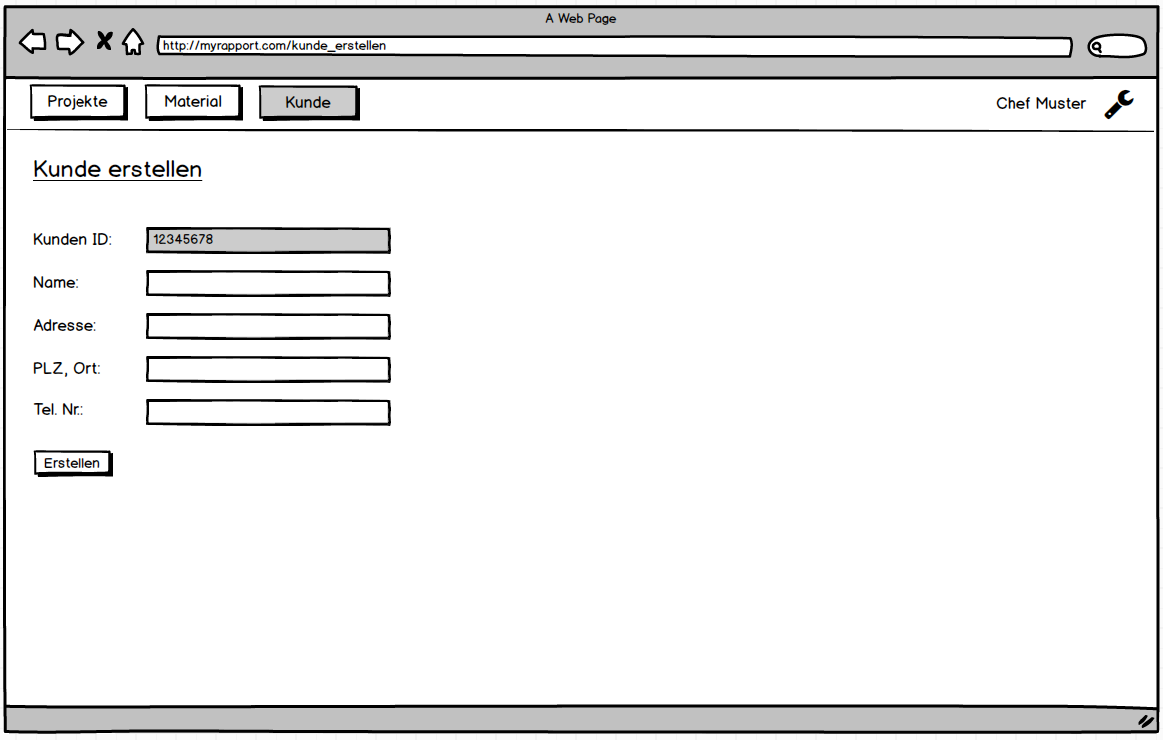 A Web Page
http://myrapport.com/kunde_erstellen
Projekte Material Kunde Chef Muster
Kunde erstellen
Kunden ID: 12345678
Name:
Adresse:
PLZ, Ort:
Tel. Nr.:
Erstellen